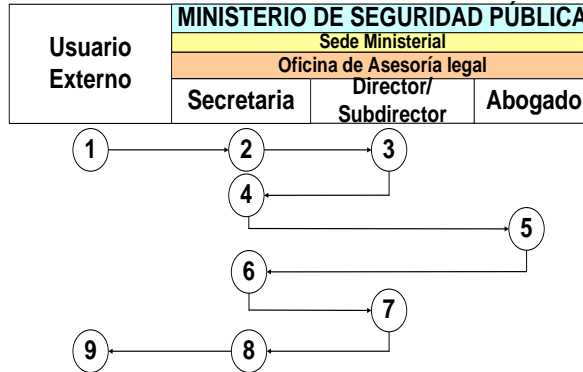 MINISTERIO DE SEGURIDAD PÚBLICA
Sede Ministerial
Oficina de Asesoría legal
Usuario
Externo
Secretaria
Director/
Subdirector
Abogado
1
2
3
4
5
6
7
9
8